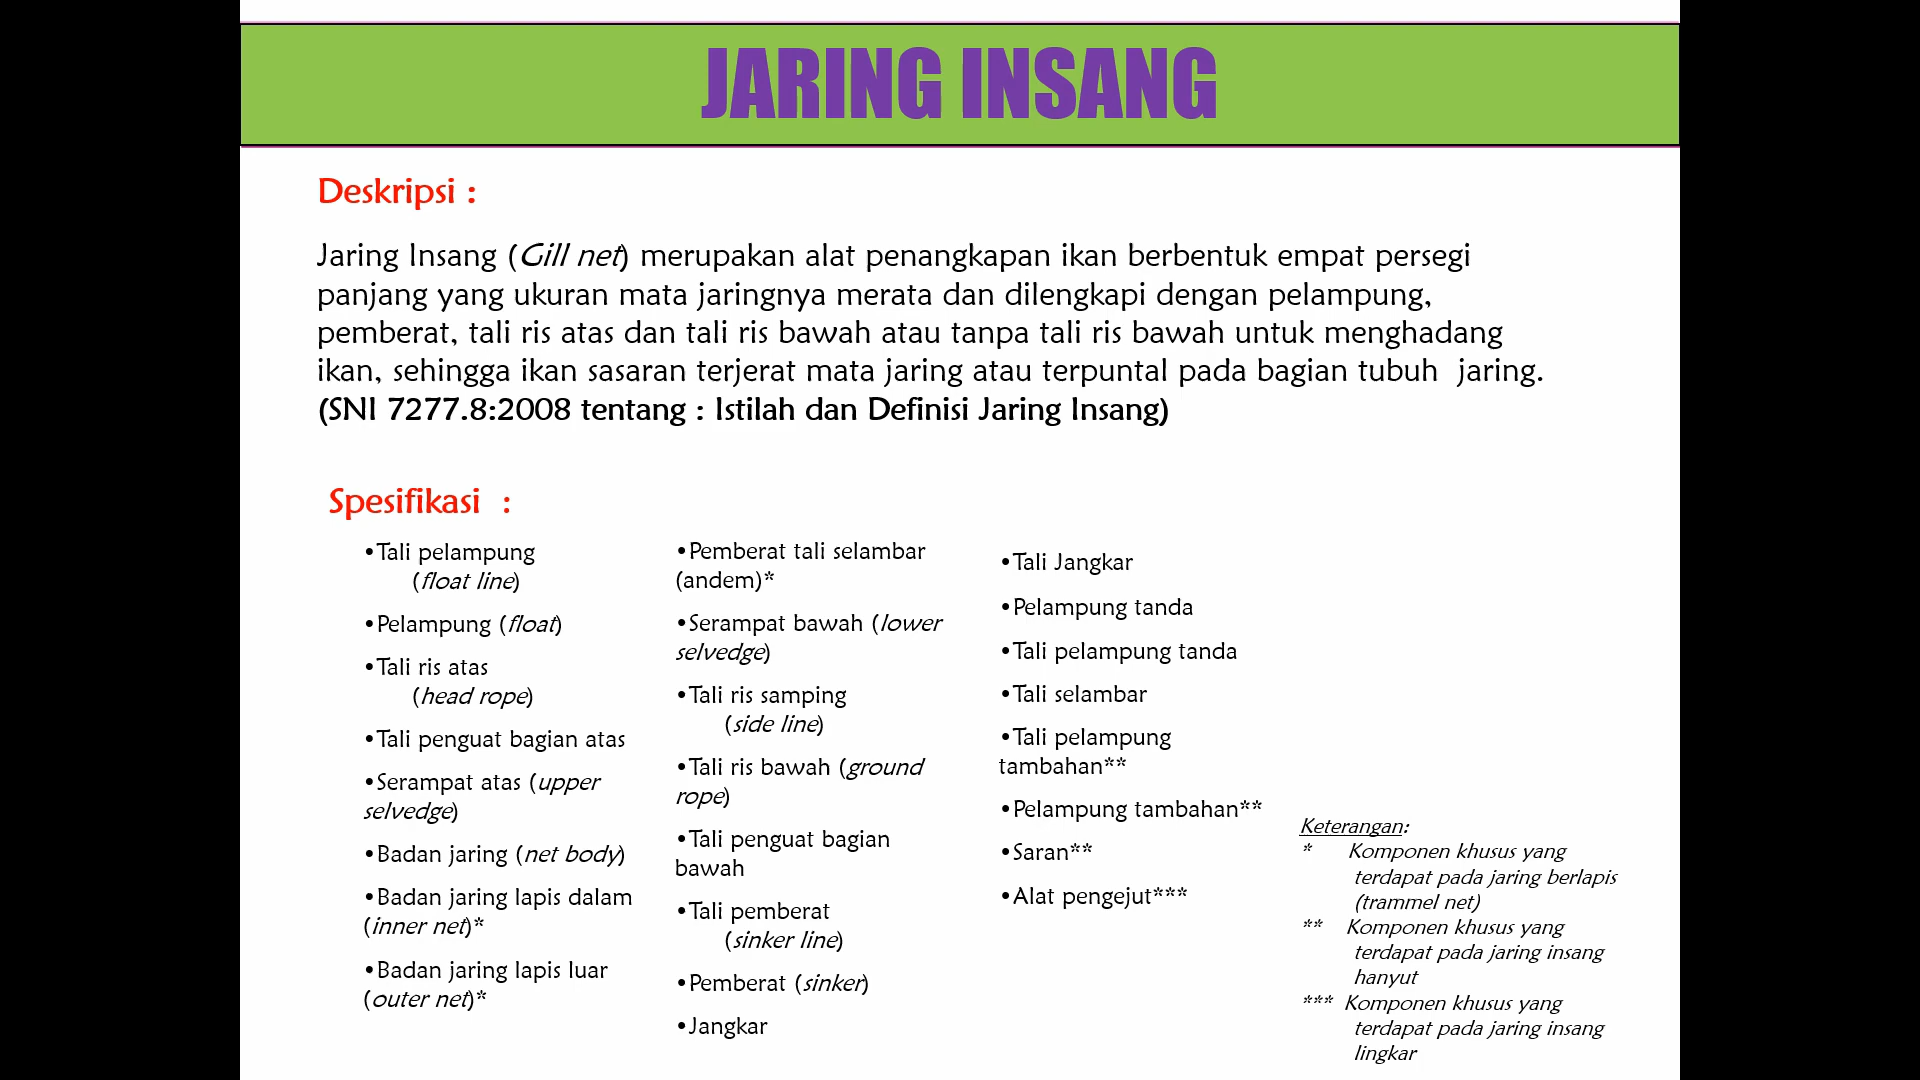 JARING INSANG
Deskripsi :
Jaring Insang (Gill net) merupakan alat penangkapan ikan berbentuk empat persegi
panjang yang ukuran mata jaringnya merata dan dilengkapi dengan pelampung,
pemberat, tali ris atas dan tali ris bawah atau tanpa tali ris bawah untuk menghadang
ikan, sehingga ikan sasaran terjerat mata jaring atau terpuntal pada bagian tubuh jaring.
(SNI 7277.8:2008 tentang : Istilah dan Definisi Jaring Insang)
Spesifikasi :
•Tali pelampung
(float line)
•Pelampung (float)
•Tali ris atas
(head rope)
•Tali penguat bagian atas
•Serampat atas (upper
selvedge)
•Badan jaring (net body)
•Badan jaring lapis dalam
(inner net)*
•Badan jaring lapis luar
(outer net)*
•Pemberat tali selambar
(andem)*
•Serampat bawah (lower
selvedge)
•Tali ris samping
(side line)
•Tali ris bawah (ground
rope)
•Tali penguat bagian
bawah
•Tali pemberat
(sinker line)
•Pemberat (sinker)
•Jangkar
•Tali Jangkar
•Pelampung tanda
•Tali pelampung tanda
•Tali selambar
•Tali pelampung
tambahan**
•Pelampung tambahan**
•Saran**
•Alat pengejut***
Keterangan:
* Komponen khusus yang
terdapat pada jaring berlapis
(trammel net)
** Komponen khusus yang
terdapat pada jaring insang
hanyut
*** Komponen khusus yang
terdapat pada jaring insang
lingkar